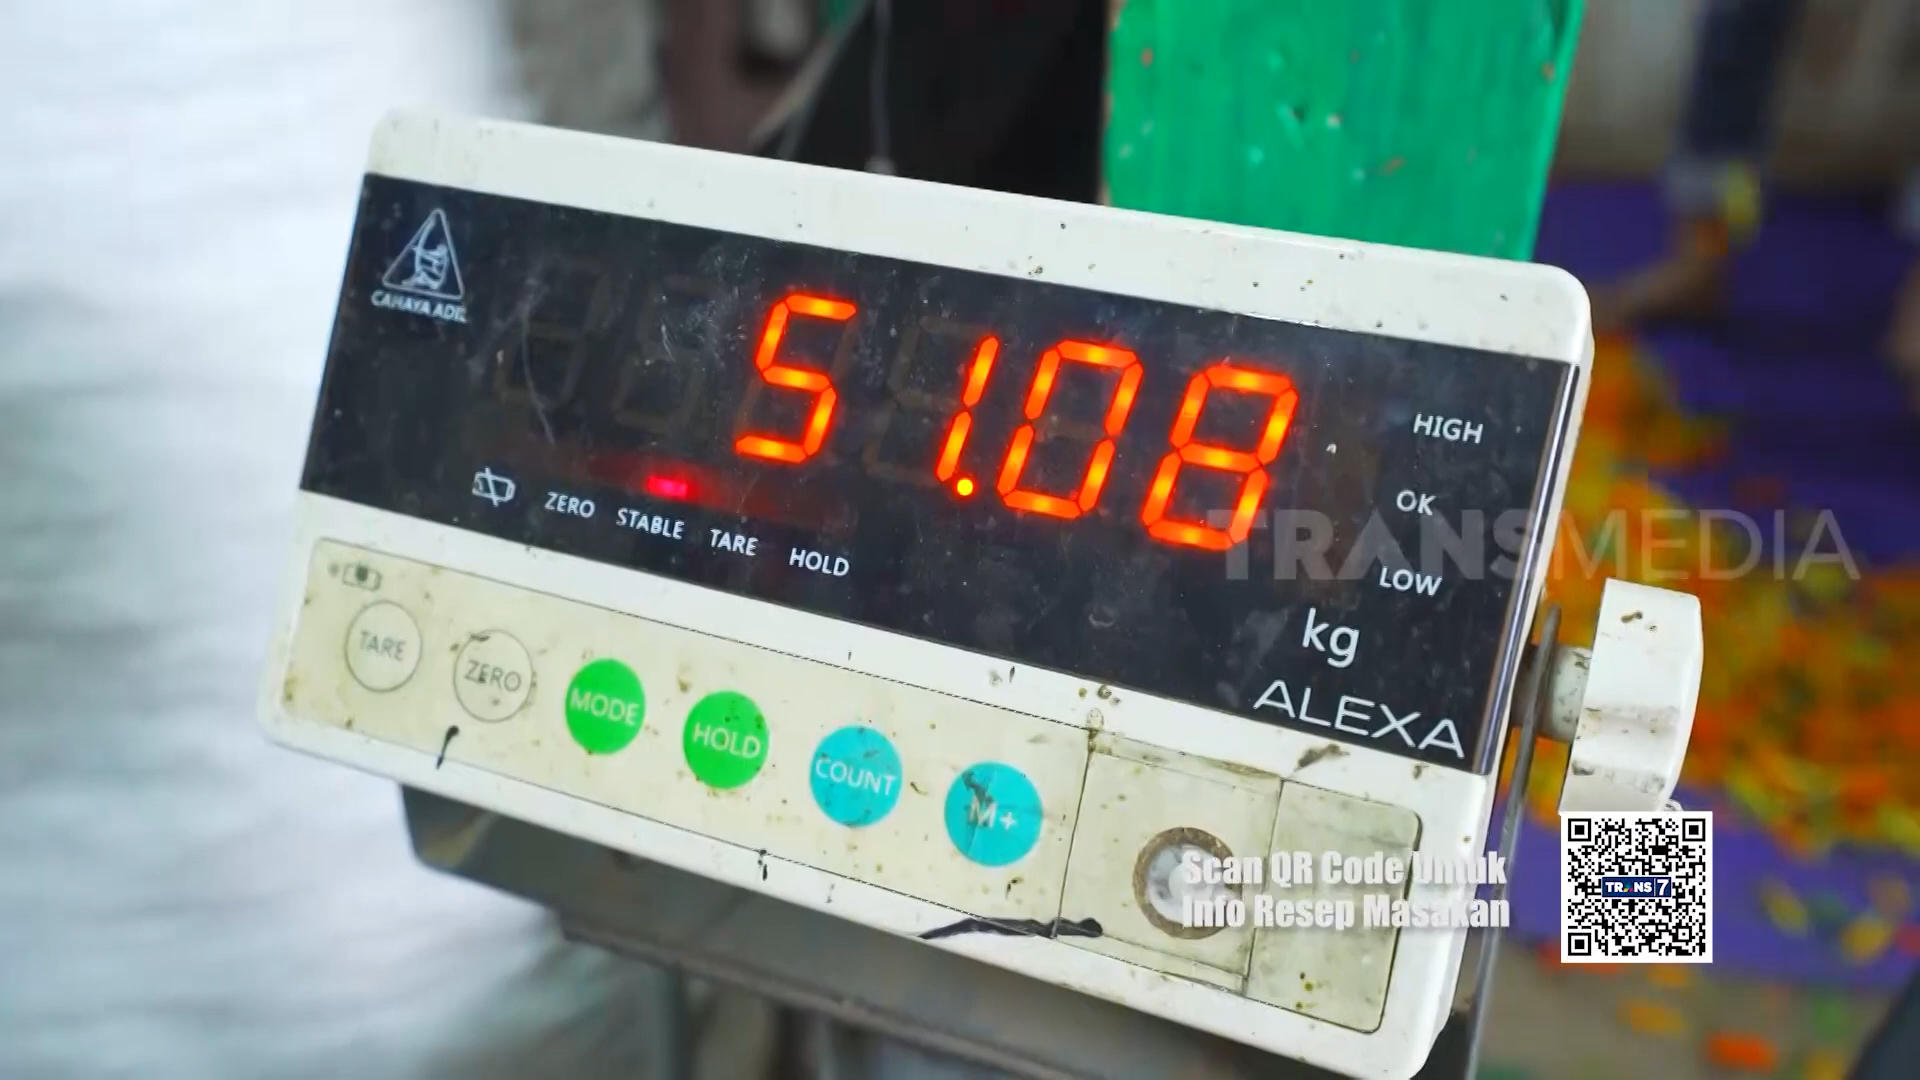 CAHAYA ADIL
51.08
HIGH
OK
LOW
ZERO STABLE TARE HOLD
kg
ALEXA
TARE ZERO MODE HOLD COUNT M+
TRANSMEDIA
Scan QR Code Untuk
Info Resep Masakan
TRANS 7